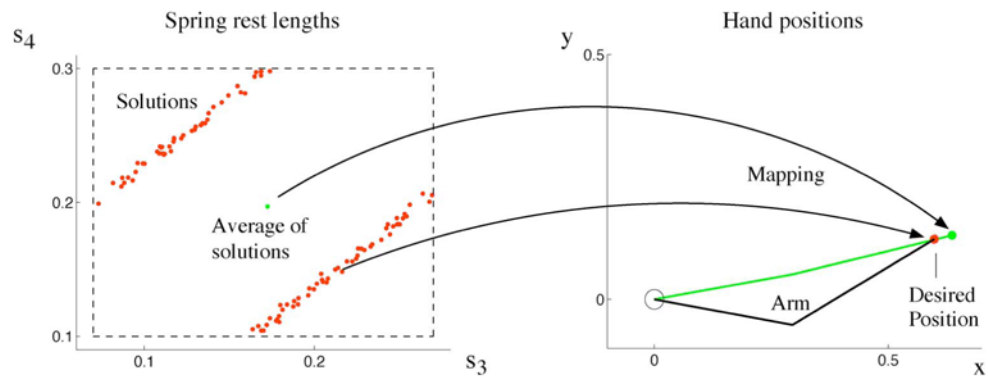 Spring rest lengths
s4
0.3
Solutions
0.2
Average of
solutions
0.1
0.1
0.2
s3
Hand positions
y
0.5
Mapping
0
Arm
Desired
Position
0
0.5
x